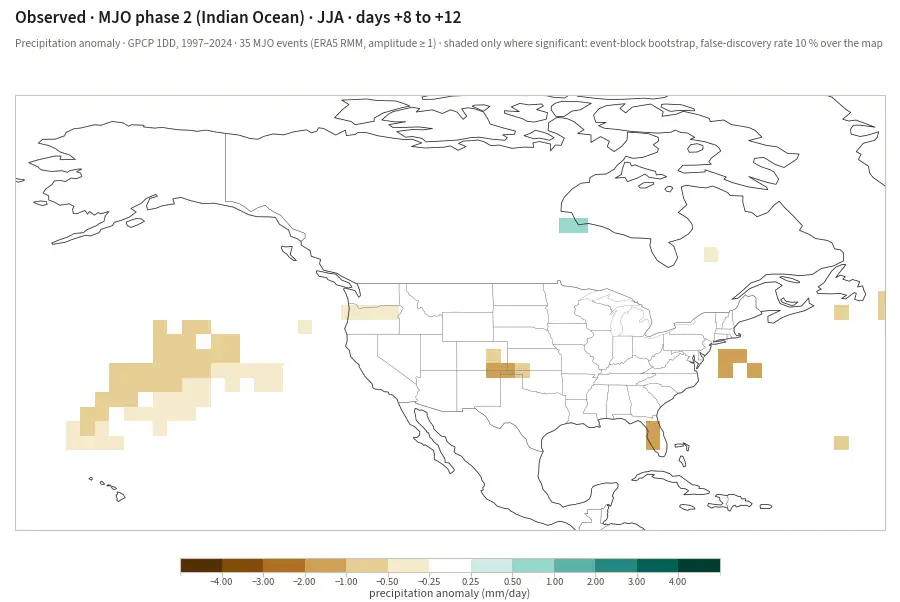 Observed · MJO phase 2 (Indian Ocean) · JJA · days +8 to +12
Precipitation anomaly · GPCP 1DD, 1997–2024 · 35 MJO events (ERA5 RMM, amplitude ≥ 1) · shaded only where significant: event-block bootstrap, false-discovery rate 10 % over the map
−4.00 −3.00 −2.00 −1.00 −0.50 −0.25 0.25 0.50 1.00 2.00 3.00 4.00
precipitation anomaly (mm/day)